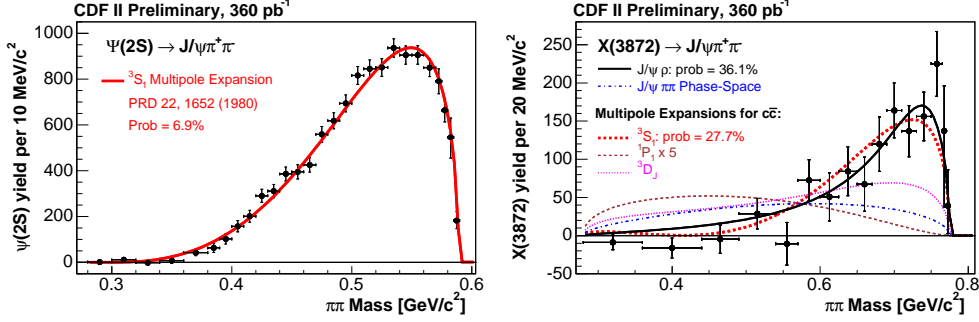 CDF II Preliminary, 360 pb⁻¹
Ψ(2S) yield per 10 MeV/c²
1000
800
600
400
200
0
Ψ(2S) → J/ψπ⁺π⁻
³S₁ Multipole Expansion
PRD 22, 1652 (1980)
Prob = 6.9%
0.3 0.4 0.5 0.6
ππ Mass [GeV/c²]
CDF II Preliminary, 360 pb⁻¹
X(3872) yield per 20 MeV/c²
250
200
150
100
50
0
-50
X(3872) → J/ψπ⁺π⁻
J/ψ ρ: prob = 36.1%
J/ψ ππ Phase-Space
Multipole Expansions for cc̄:
³S₁: prob = 27.7%
¹P₁ x 5
³D_J
0.4 0.6 0.8
ππ Mass [GeV/c²]